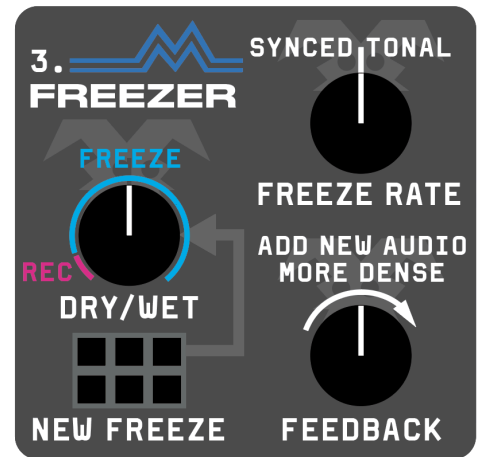 3.
FREEZER
SYNCED TONAL
FREEZE RATE
FREEZE
REC
DRY/WET
NEW FREEZE
ADD NEW AUDIO
MORE DENSE
FEEDBACK